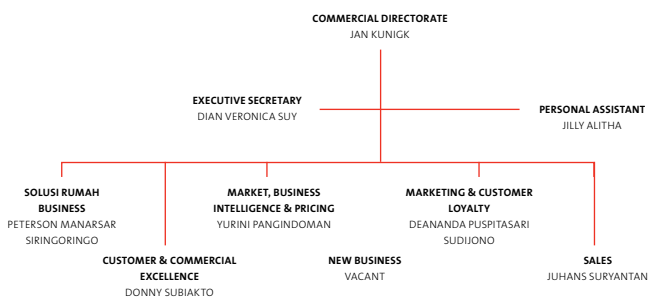 COMMERCIAL DIRECTORATE
JAN KUNIGK
EXECUTIVE SECRETARY
DIAN VERONICA SUY
PERSONAL ASSISTANT
JILLY ALITHA
SOLUSI RUMAH
BUSINESS
PETERSON MANARSAR
SIRINGORINGO
MARKET, BUSINESS
INTELLIGENCE & PRICING
YURINI PANGINDOMAN
MARKETING & CUSTOMER
LOYALTY
DEANANDA PUSPITASARI
SUDIJONO
CUSTOMER & COMMERCIAL
EXCELLENCE
DONNY SUBIAKTO
NEW BUSINESS
VACANT
SALES
JUHANS SURYANTAN